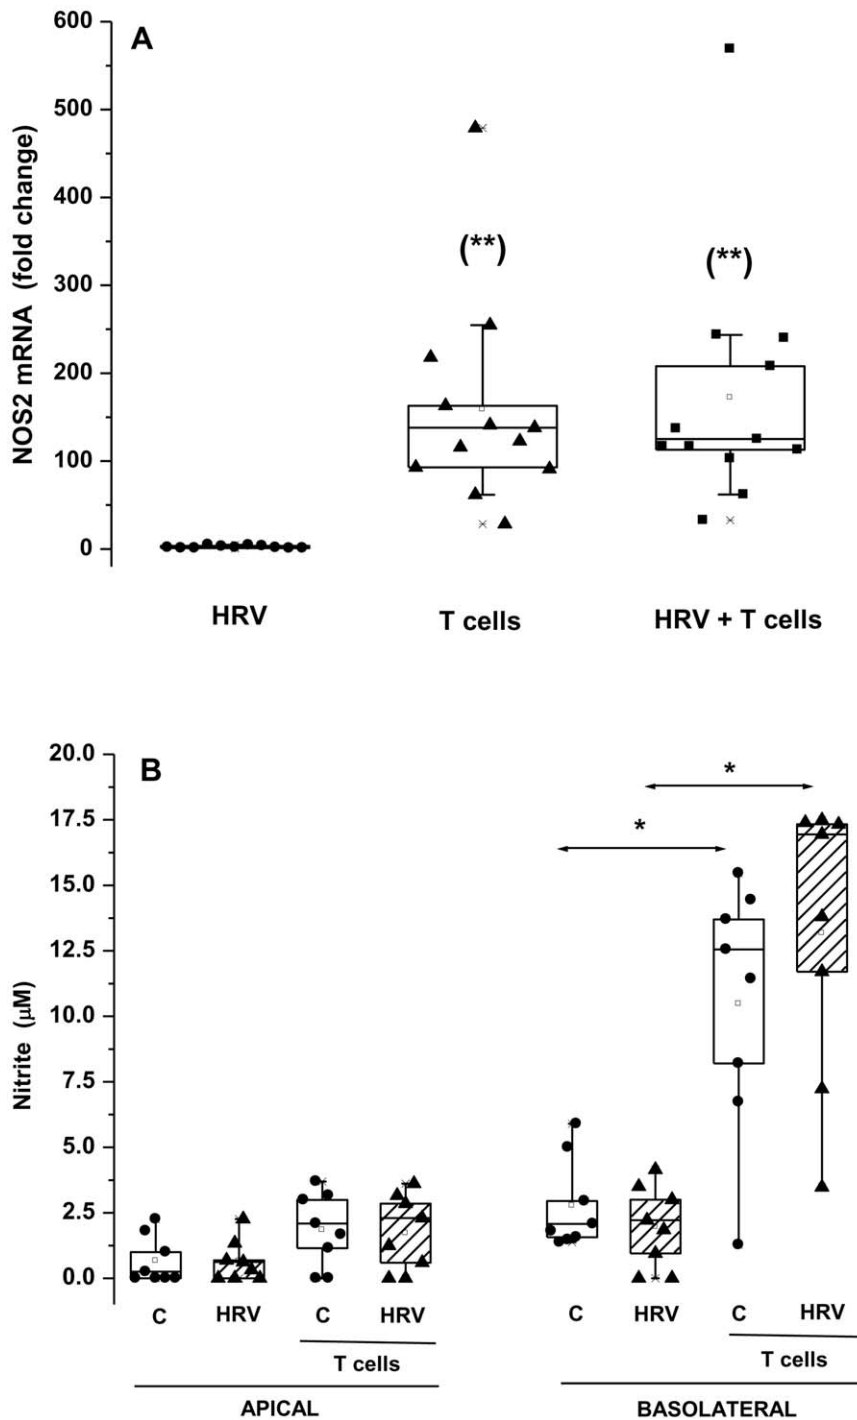 A
NOS2 mRNA (fold change)
600
500
400
300
200
100
0
(**)
(**)
HRV
T cells
HRV + T cells
B
Nitrite (μM)
20.0
17.5
15.0
12.5
10.0
7.5
5.0
2.5
0.0
*
*
C
HRV
C
HRV
C
HRV
C
HRV
T cells
T cells
APICAL
BASOLATERAL